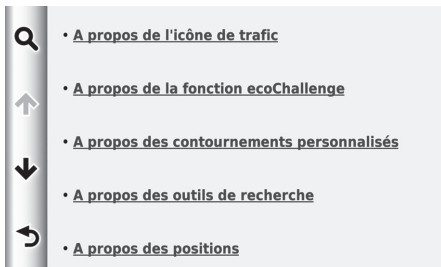 • A propos de l'icône de trafic
• A propos de la fonction ecoChallenge
• A propos des contournements personnalisés
• A propos des outils de recherche
• A propos des positions